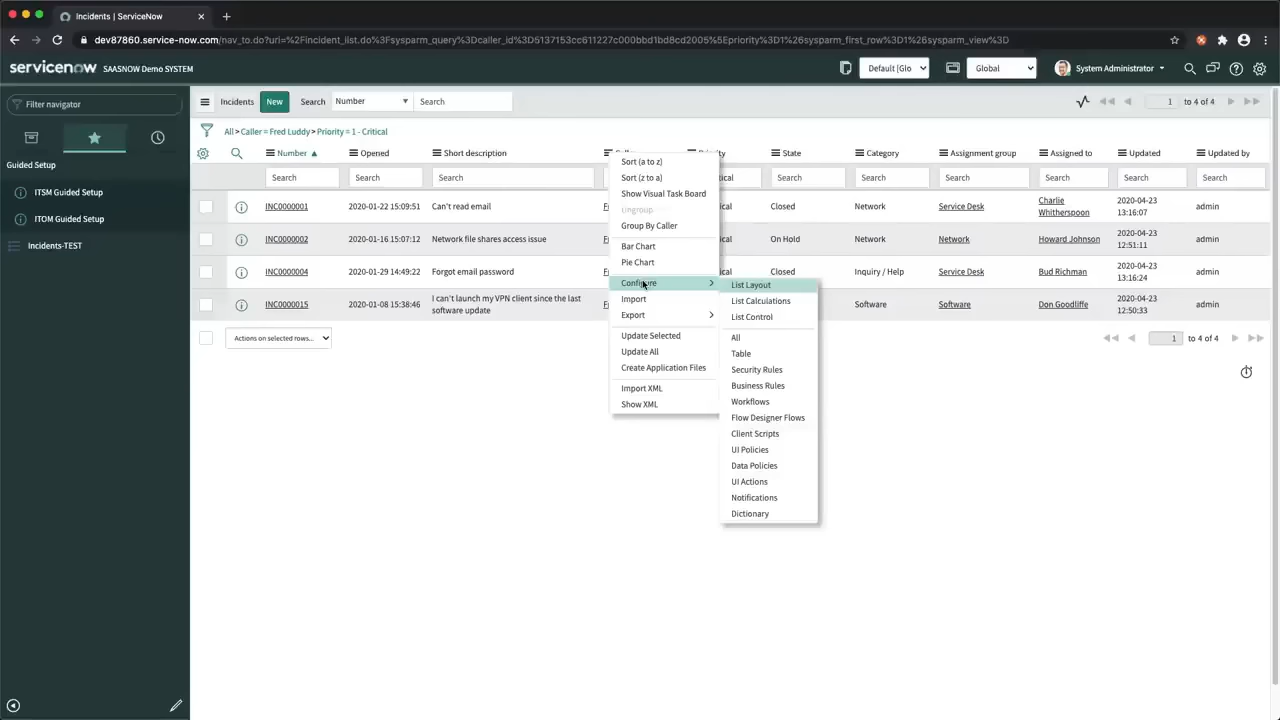 Incidents | ServiceNow
dev87860.service-now.com/nav_to.do?uri=%2Fincident_list.do%3Fsysparm_query%3Dcaller_id%3D5137153cc611227c000bbd1bd8cd2005%5Epriority%3D1%26sysparm_first_row%3D1%26sysparm_view%3D
servicenow SAASNOW Demo SYSTEM Default [Glo Global System Administrator
Filter navigator
Incidents New Search Number Search 1 to 4 of 4
All > Caller = Fred Luddy > Priority = 1 - Critical
Guided Setup
ITSM Guided Setup
ITOM Guided Setup
Incidents-TEST
Number Opened Short description State Category Assignment group Assigned to Updated Updated by
Search Search Search Search Search Search Search Search Search
INC0000001 2020-01-22 15:09:51 Can't read email Closed Network Service Desk Charlie Witherspoon 2020-04-23 13:16:07 admin
INC0000002 2020-01-16 15:07:12 Network file shares access issue On Hold Network Network Howard Johnson 2020-04-23 12:51:11 admin
INC0000004 2020-01-29 14:49:22 Forgot email password Closed Inquiry / Help Service Desk Bud Richman 2020-04-23 13:16:24 admin
INC0000015 2020-01-08 15:38:46 I can't launch my VPN client since the last software update Software Software Don Goodliffe 2020-04-23 12:50:33 admin
Actions on selected rows... 1 to 4 of 4
Sort (a to z)
Sort (z to a)
Show Visual Task Board
Ungroup
Group By Caller
Bar Chart
Pie Chart
Configure
Import
Export
Update Selected
Update All
Create Application Files
Import XML
Show XML
List Layout
List Calculations
List Control
All
Table
Security Rules
Business Rules
Workflows
Flow Designer Flows
Client Scripts
UI Policies
Data Policies
UI Actions
Notifications
Dictionary